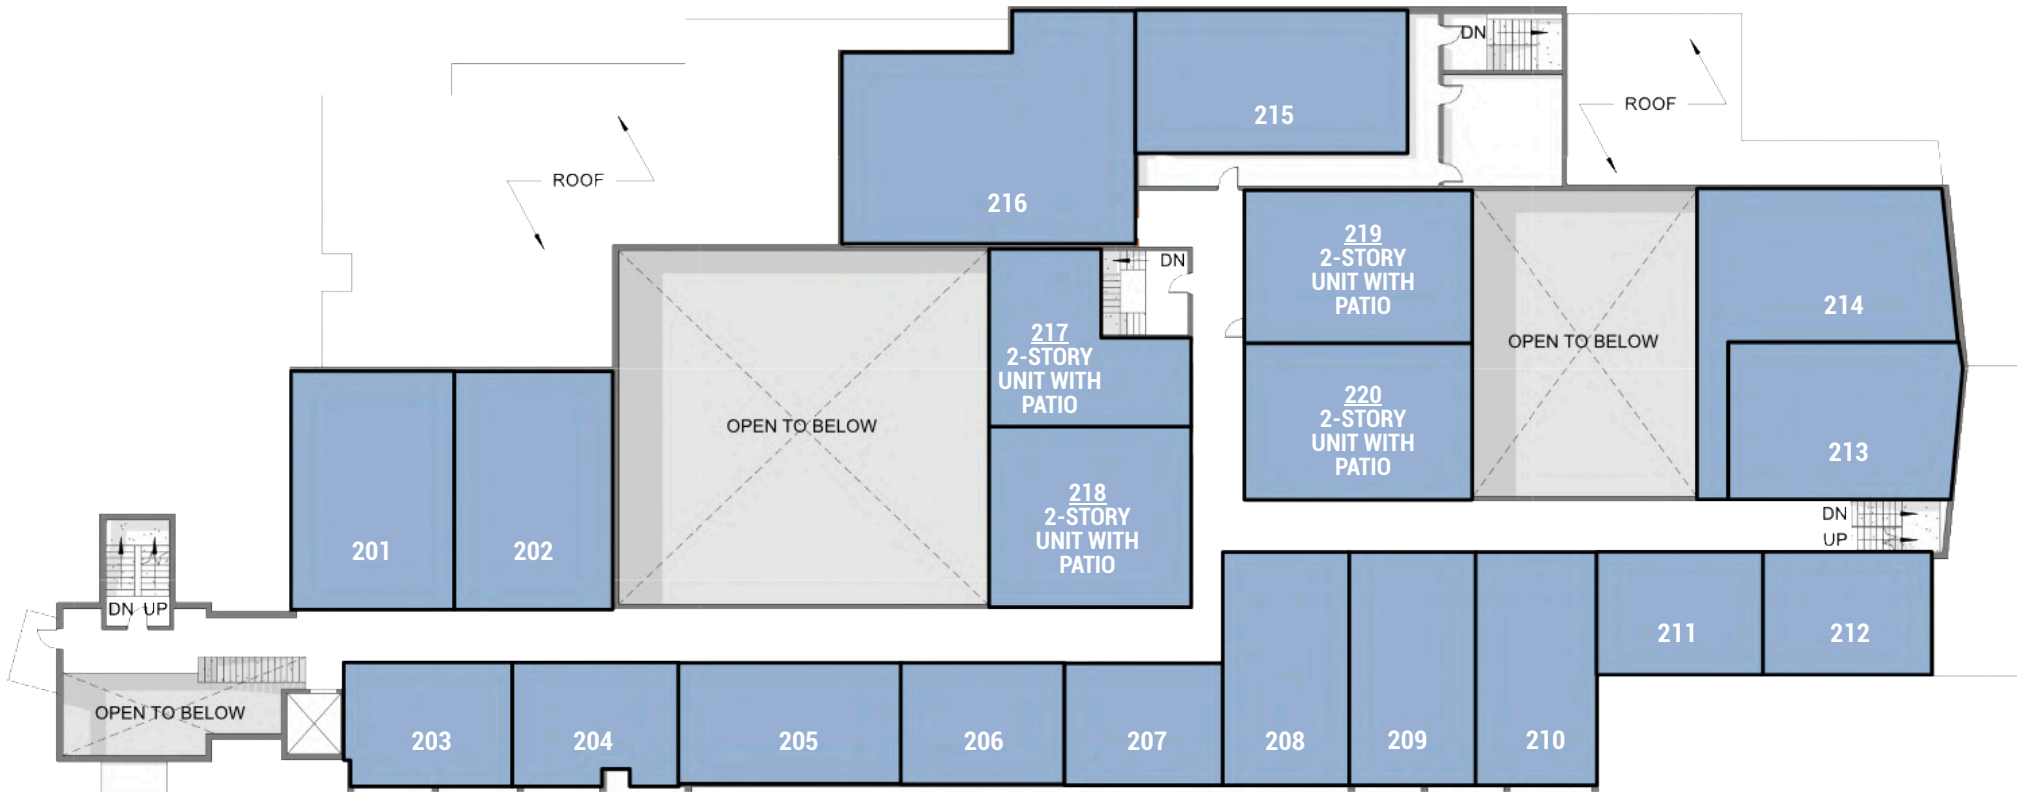 DN
ROOF
215
ROOF
216
219
2-STORY
UNIT WITH
PATIO
DN
214
217
2-STORY
UNIT WITH
PATIO
OPEN TO BELOW
220
2-STORY
UNIT WITH
PATIO
OPEN TO BELOW
213
218
2-STORY
UNIT WITH
PATIO
DN
UP
201
202
DN UP
211
212
OPEN TO BELOW
203
204
205
206
207
208
209
210